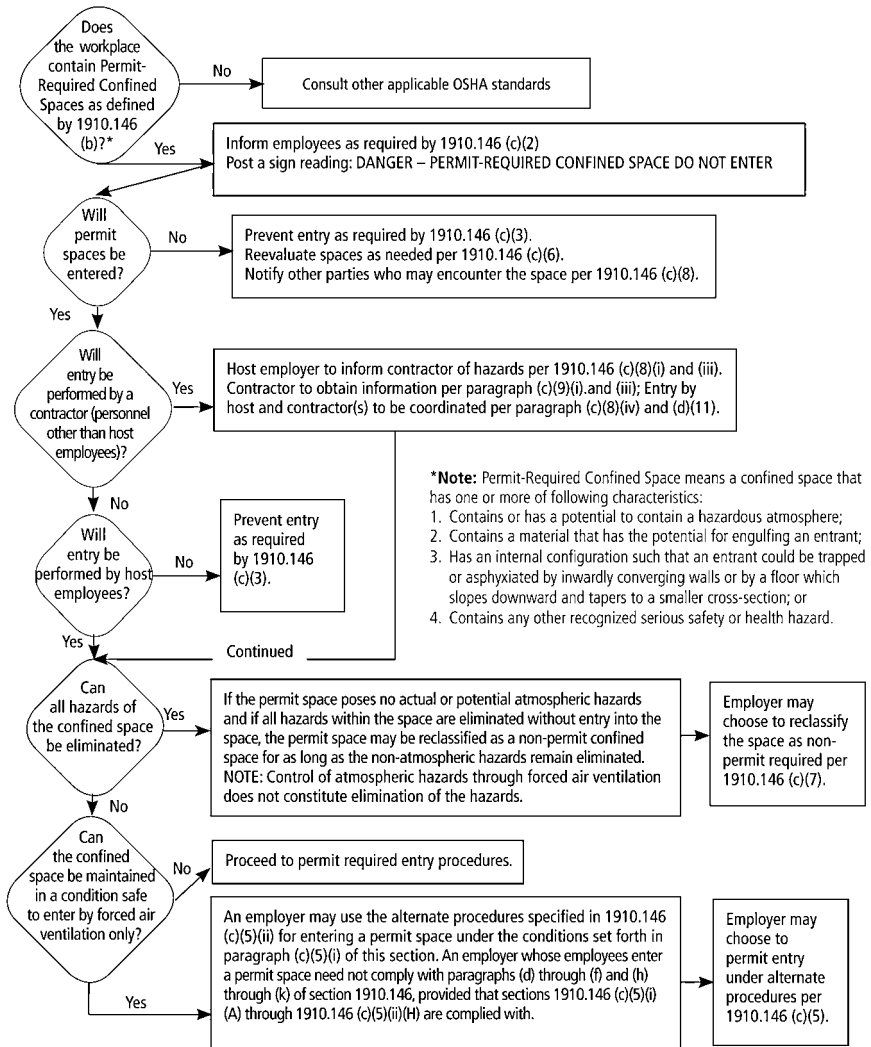 Does
the workplace
contain Permit-
Required Confined
Spaces as defined
by 1910.146
(b)?*
No
Consult other applicable OSHA standards
Yes
Inform employees as required by 1910.146 (c)(2)
Post a sign reading: DANGER – PERMIT-REQUIRED CONFINED SPACE DO NOT ENTER
Will
permit
spaces be
entered?
No
Prevent entry as required by 1910.146 (c)(3).
Reevaluate spaces as needed per 1910.146 (c)(6).
Notify other parties who may encounter the space per 1910.146 (c)(8).
Yes
Will
entry be
performed by a
contractor (personnel
other than host
employees)?
Yes
Host employer to inform contractor of hazards per 1910.146 (c)(8)(i) and (iii).
Contractor to obtain information per paragraph (c)(9)(i).and (iii); Entry by
host and contractor(s) to be coordinated per paragraph (c)(8)(iv) and (d)(11).
*Note: Permit-Required Confined Space means a confined space that
has one or more of following characteristics:
1. Contains or has a potential to contain a hazardous atmosphere;
2. Contains a material that has the potential for engulfing an entrant;
3. Has an internal configuration such that an entrant could be trapped
or asphyxiated by inwardly converging walls or by a floor which
slopes downward and tapers to a smaller cross-section; or
4. Contains any other recognized serious safety or health hazard.
No
Will
entry be
performed by host
employees?
No
Prevent entry
as required
by 1910.146
(c)(3).
Yes
Continued
Can
all hazards of
the confined space
be eliminated?
Yes
If the permit space poses no actual or potential atmospheric hazards
and if all hazards within the space are eliminated without entry into the
space, the permit space may be reclassified as a non-permit confined
space for as long as the non-atmospheric hazards remain eliminated.
NOTE: Control of atmospheric hazards through forced air ventilation
does not constitute elimination of the hazards.
Employer may
choose to reclassify
the space as non-
permit required per
1910.146 (c)(7).
No
Can
the confined
space be maintained
in a condition safe
to enter by forced air
ventilation only?
No
Proceed to permit required entry procedures.
Yes
An employer may use the alternate procedures specified in 1910.146
(c)(5)(ii) for entering a permit space under the conditions set forth in
paragraph (c)(5)(i) of this section. An employer whose employees enter
a permit space need not comply with paragraphs (d) through (f) and (h)
through (k) of section 1910.146, provided that sections 1910.146 (c)(5)(i)
(A) through 1910.146 (c)(5)(ii)(H) are complied with.
Employer may
choose to
permit entry
under alternate
procedures per
1910.146 (c)(5).